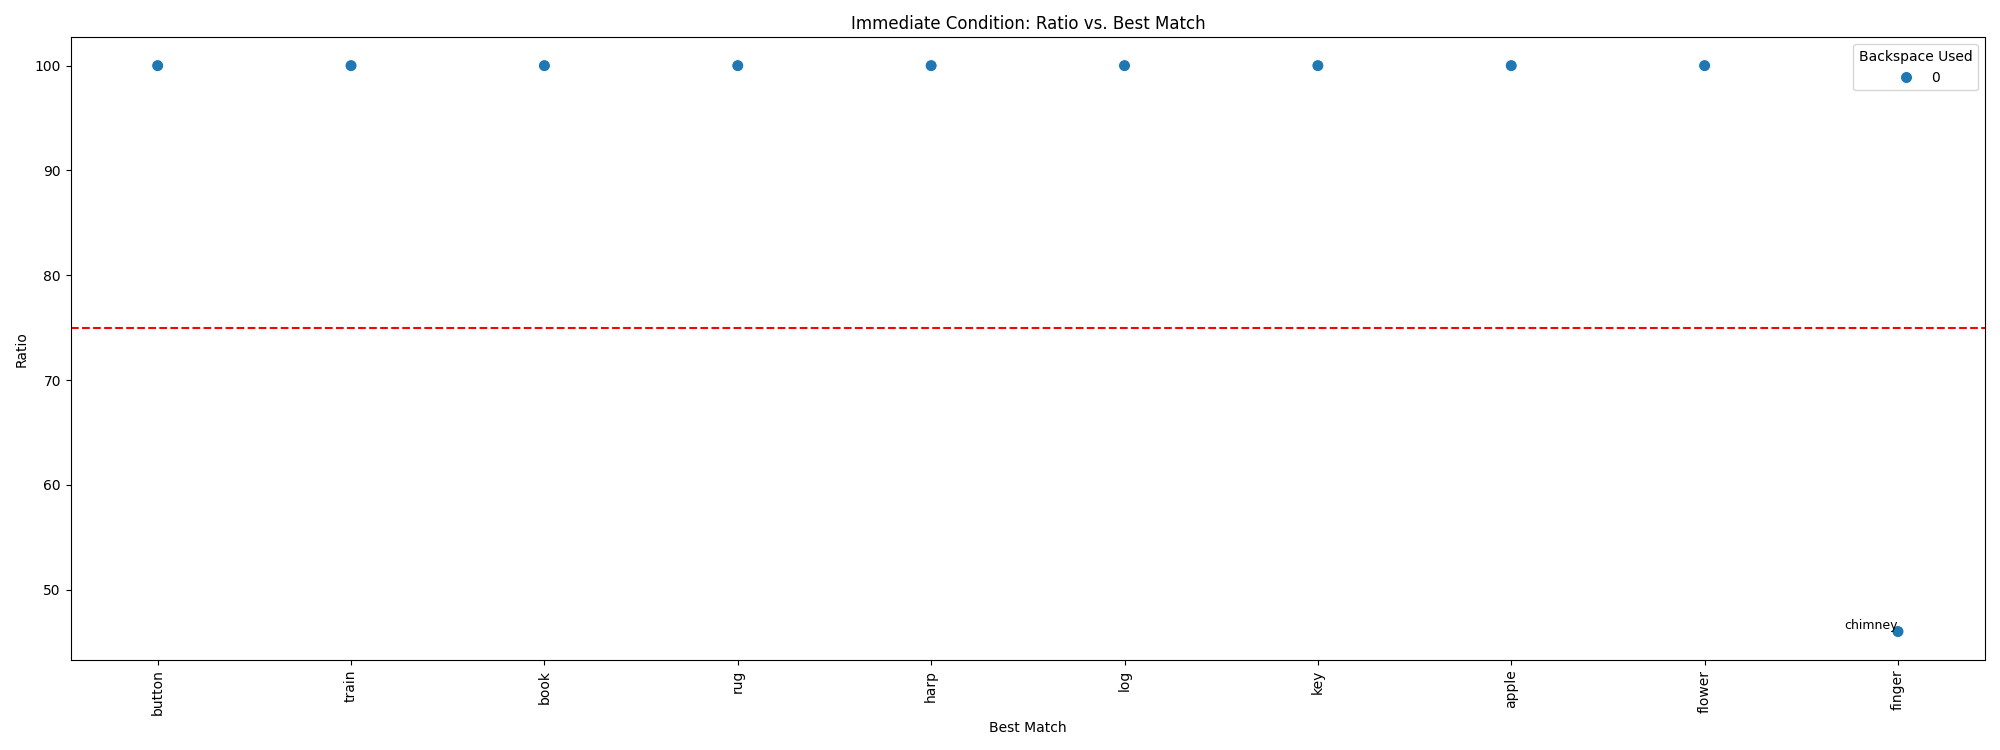 Immediate Condition: Ratio vs. Best Match
Backspace Used
0
100
90
80
70
60
50
Ratio
chimney
button
train
book
rug
harp
log
key
apple
flower
finger
Best Match